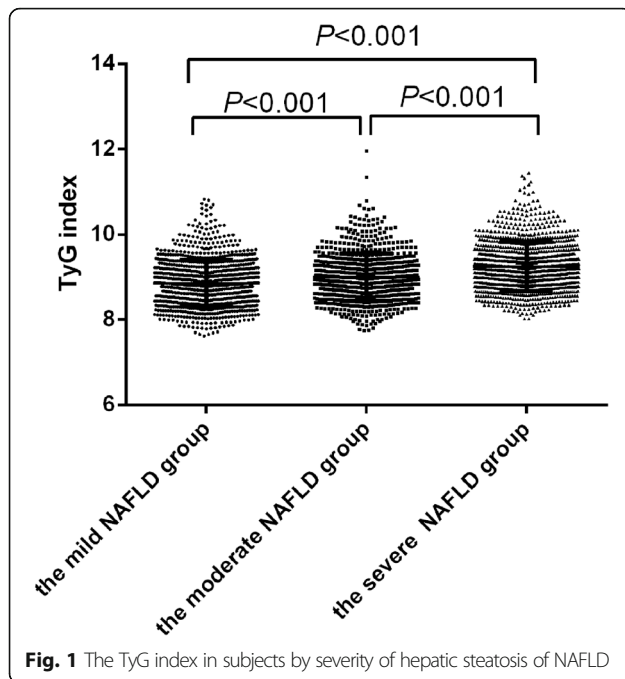 P<0.001
P<0.001 P<0.001
14
12
10
8
6
TyG index
the mild NAFLD group
the moderate NAFLD group
the severe NAFLD group
Fig. 1 The TyG index in subjects by severity of hepatic steatosis of NAFLD